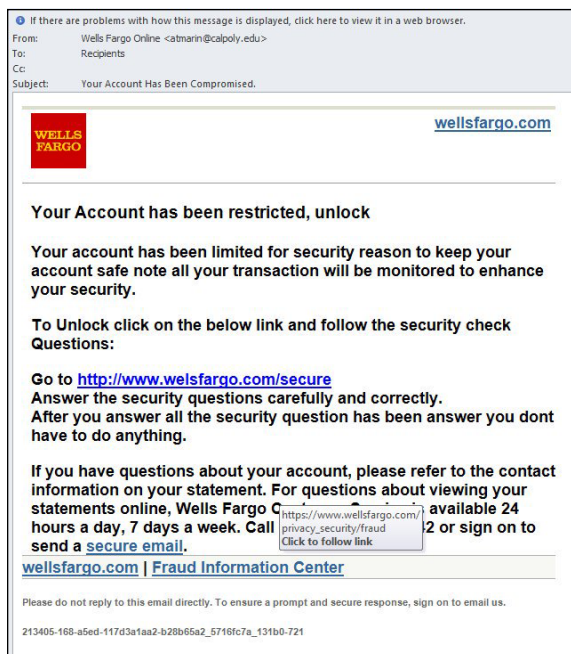 If there are problems with how this message is displayed, click here to view it in a web browser.
From: Wells Fargo Online <atmarin@calpoly.edu>
To: Recipients
Cc:
Subject: Your Account Has Been Compromised.
WELLS
FARGO
wellsfargo.com
Your Account has been restricted, unlock
Your account has been limited for security reason to keep your
account safe note all your transaction will be monitored to enhance
your security.
To Unlock click on the below link and follow the security check
Questions:
Go to http://www.welsfargo.com/secure
Answer the security questions carefully and correctly.
After you answer all the security question has been answer you dont
have to do anything.
If you have questions about your account, please refer to the contact
information on your statement. For questions about viewing your
statements online, Wells Fargo available 24
hours a day, 7 days a week. Call 2 or sign on to
send a secure email.
https://www.wellsfargo.com/
privacy_security/fraud
Click to follow link
wellsfargo.com | Fraud Information Center
Please do not reply to this email directly. To ensure a prompt and secure response, sign on to email us.
213405-168-a5ed-117d3a1aa2-b28b65a2_5716fc7a_131b0-721